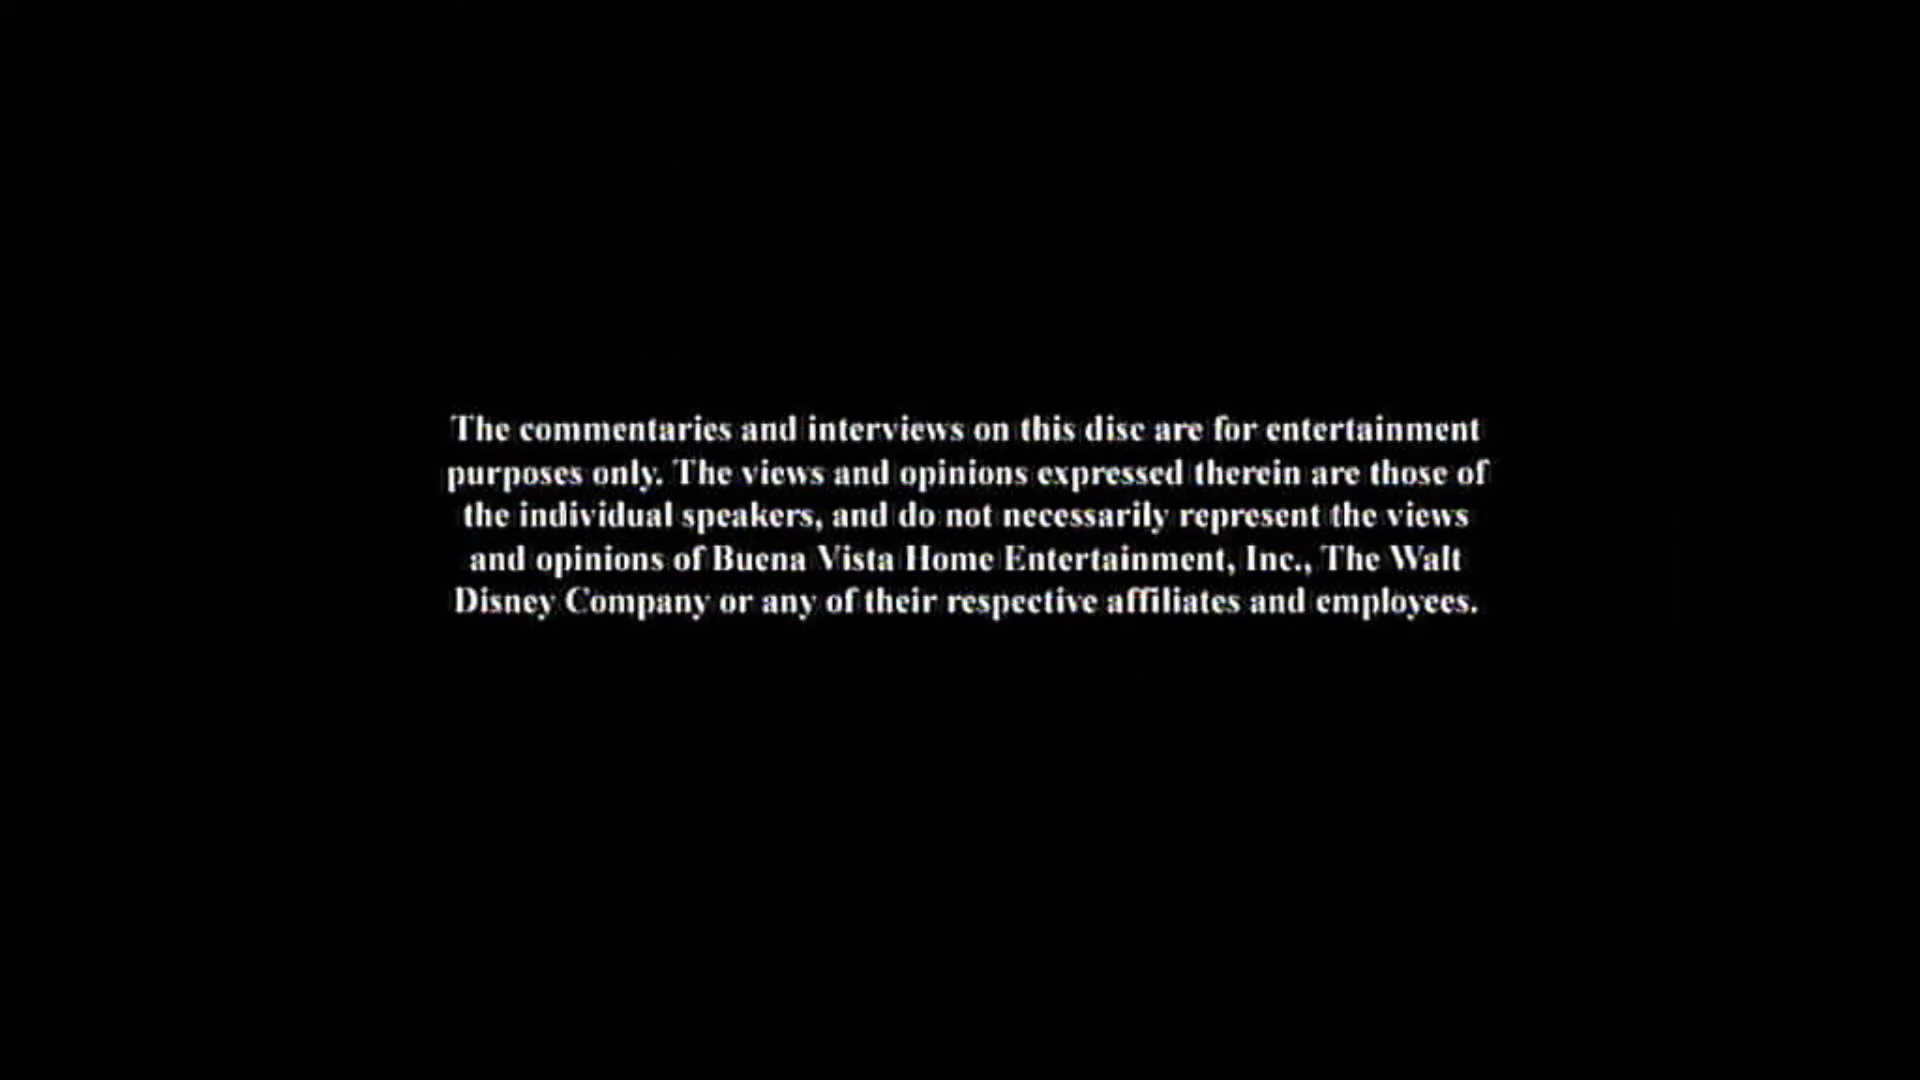 The commentaries and interviews on this disc are for entertainment
purposes only. The views and opinions expressed therein are those of
the individual speakers, and do not necessarily represent the views
and opinions of Buena Vista Home Entertainment, Inc., The Walt
Disney Company or any of their respective affiliates and employees.